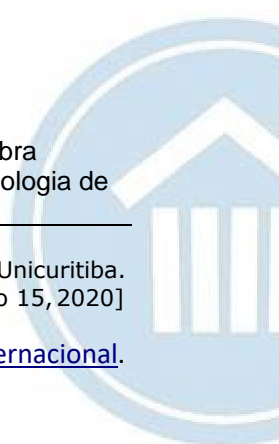 bra
ologia de
Unicuritiba.
o 15, 2020]
ernacional.